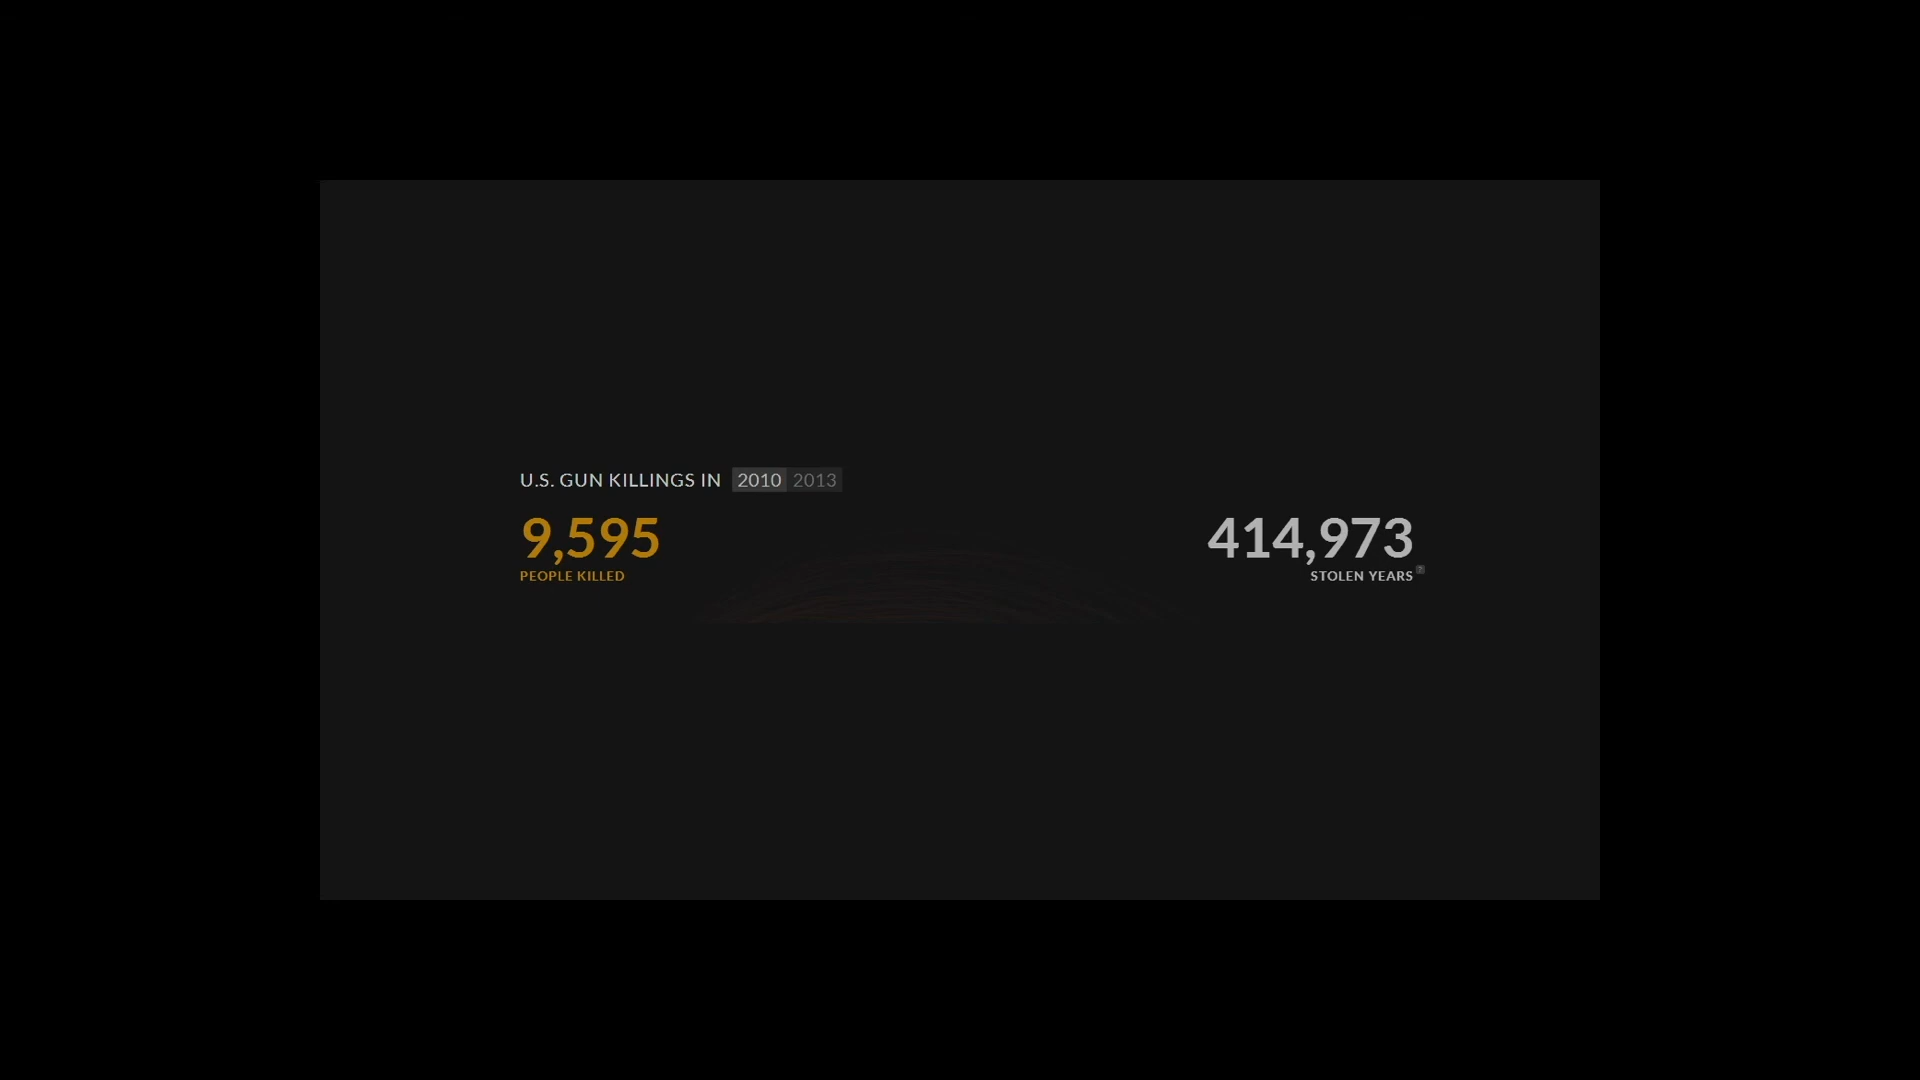 U.S. GUN KILLINGS IN 2010 2013
9,595
PEOPLE KILLED
414,973
STOLEN YEARS ?